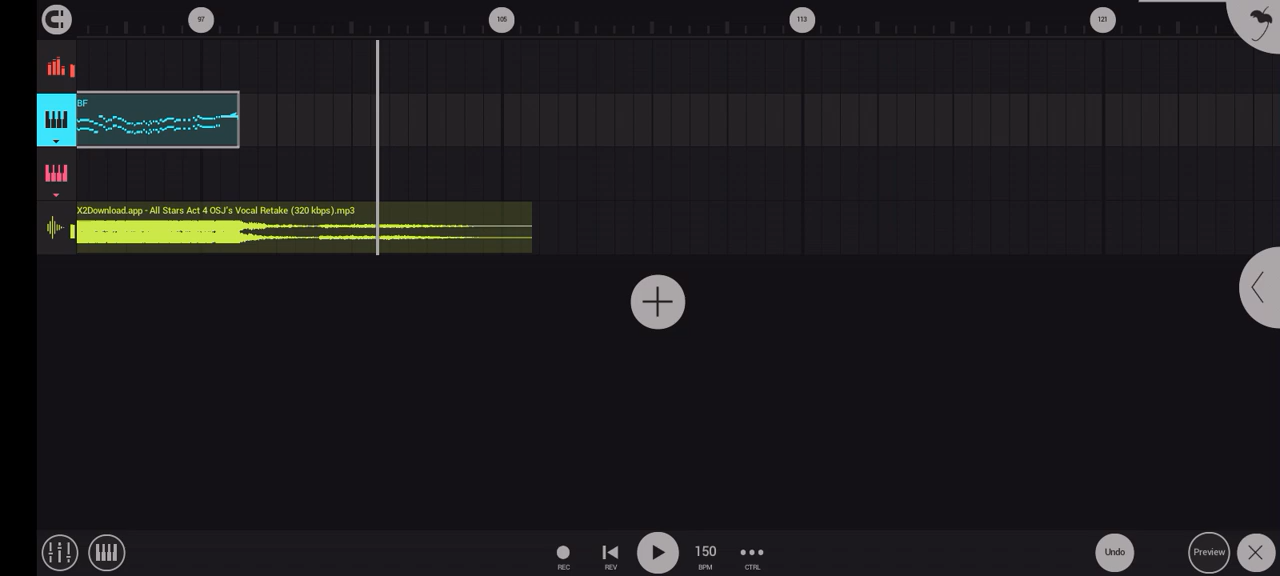 97
105
113
121
BF
X2Download.app - All Stars Act 4 OSJ's Vocal Retake (320 kbps).mp3
REC
REV
150
BPM
CTRL
Undo
Preview